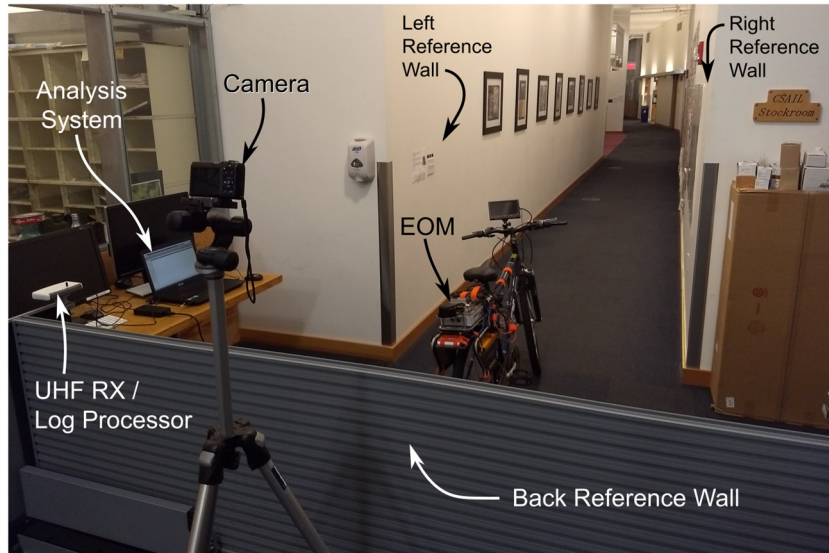 Left
Reference
Wall
Right
Reference
Wall
Analysis
System
Camera
CSAIL
Stockroom
EOM
UHF RX /
Log Processor
Back Reference Wall